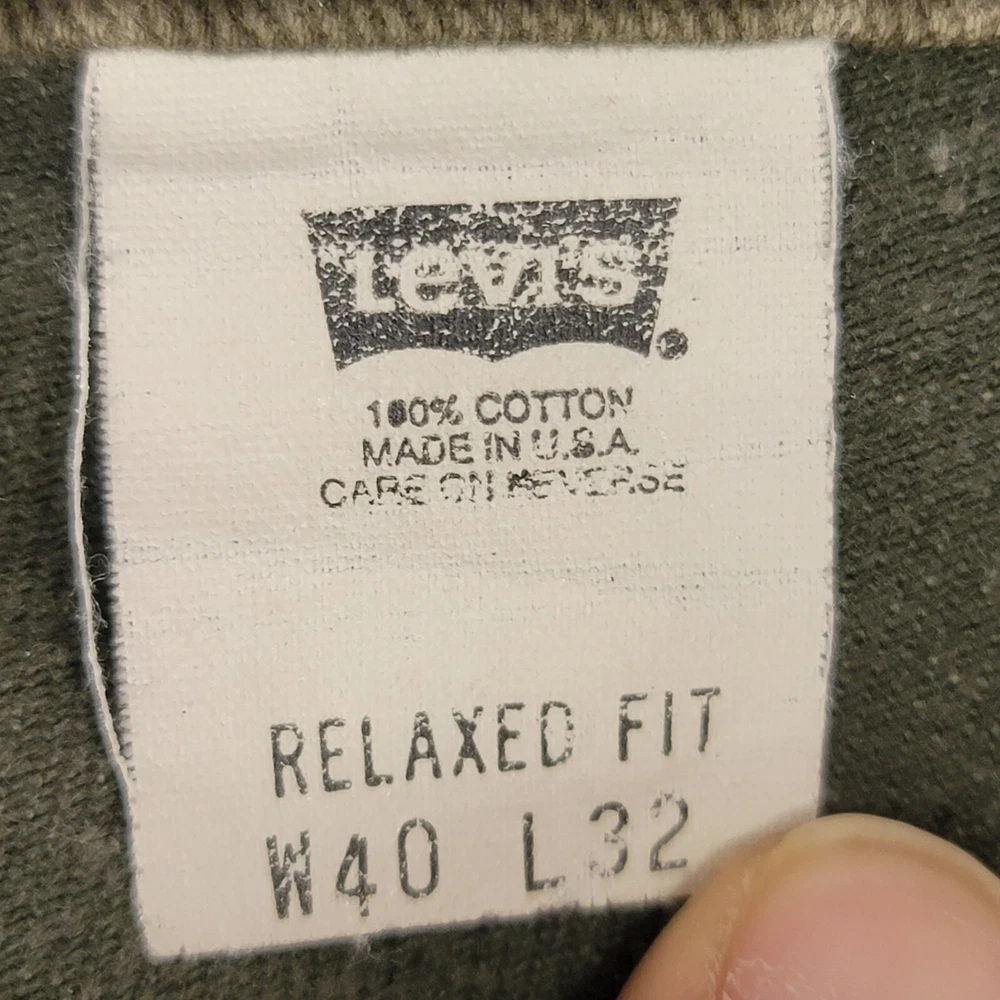 Levi's ®
100% COTTON
MADE IN U.S.A.
CARE ON REVERSE
RELAXED FIT
W40 L32